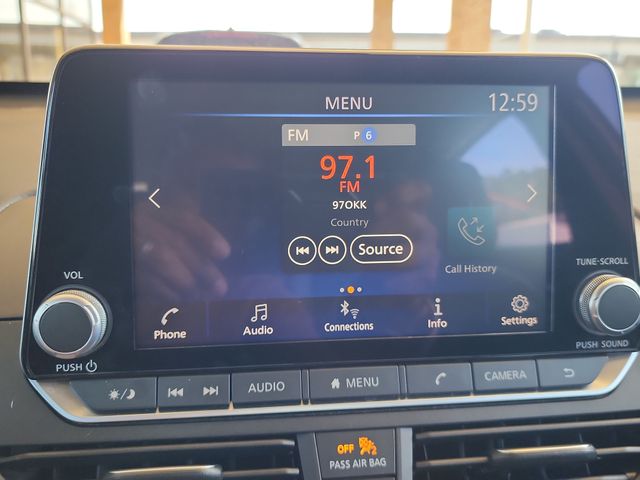 MENU 12:59
FM P 6
97.1
FM
97OKK
Country
Source
Call History
VOL
TUNE·SCROLL
Phone Audio Connections Info Settings
PUSH
PUSH SOUND
AUDIO MENU CAMERA
OFF
PASS AIR BAG